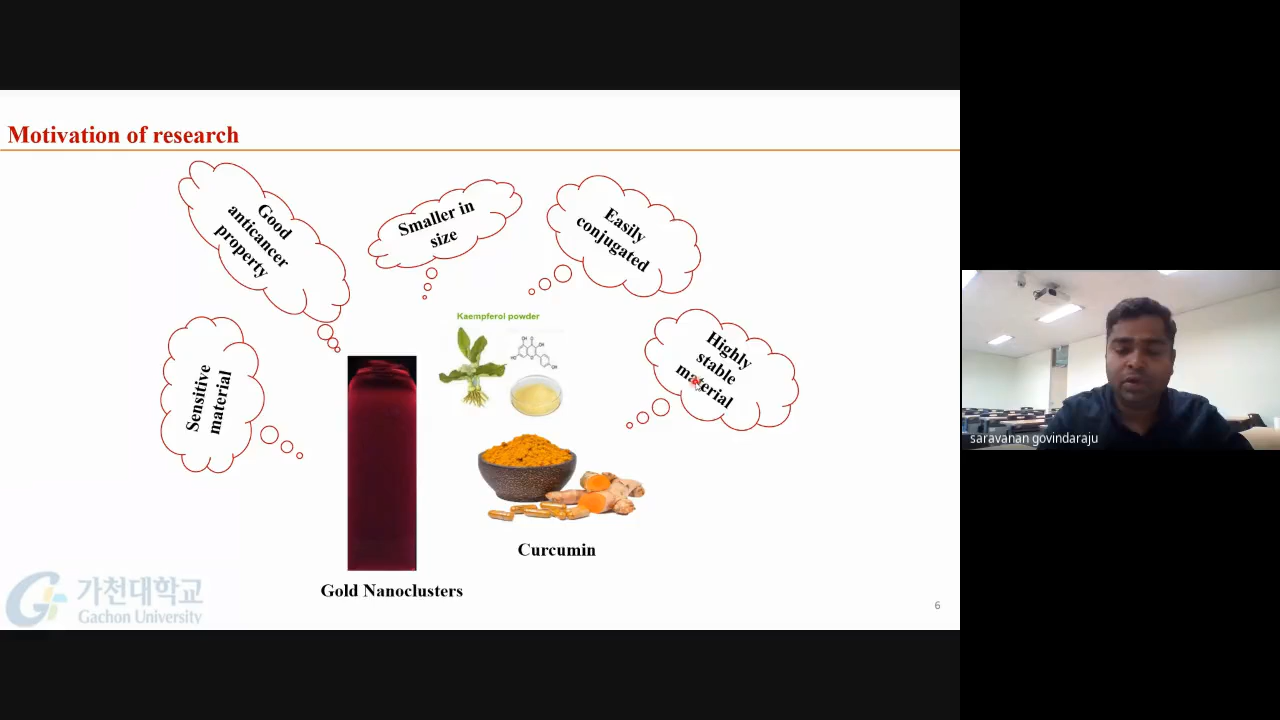 Motivation of research
Good
anticancer
property
Smaller in
size
Easily
conjugated
Highly
stable
material
Sensitive
material
Kaempferol powder
Curcumin
Gold Nanoclusters
가천대학교
Gachon University
6
saravanan govindaraju